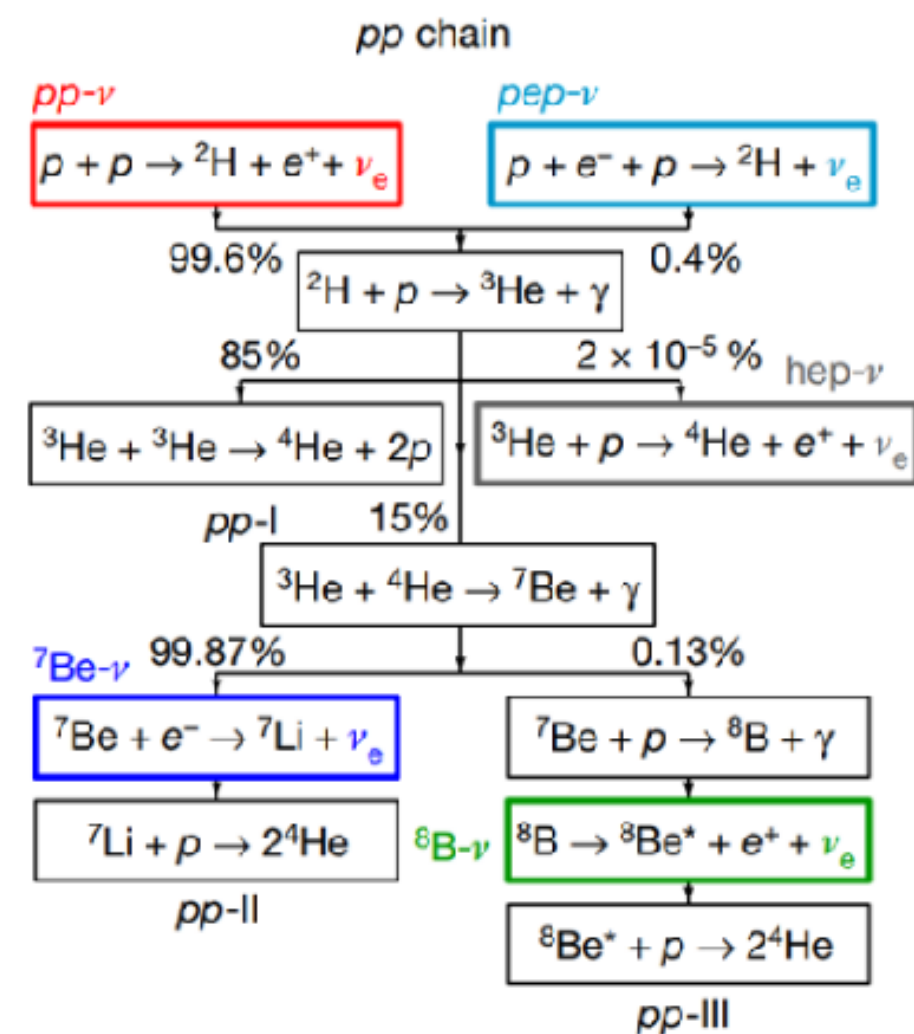 pp chain
pp-ν
pep-ν
p + p → ²H + e⁺ + νₑ
p + e⁻ + p → ²H + νₑ
99.6%
0.4%
²H + p → ³He + γ
85%
2 × 10⁻⁵ %
hep-ν
³He + ³He → ⁴He + 2p
³He + p → ⁴He + e⁺ + νₑ
pp-I
15%
³He + ⁴He → ⁷Be + γ
⁷Be-ν
99.87%
0.13%
⁷Be + e⁻ → ⁷Li + νₑ
⁷Be + p → ⁸B + γ
⁷Li + p → 2⁴He
⁸B-ν
⁸B → ⁸Be* + e⁺ + νₑ
pp-II
⁸Be* + p → 2⁴He
pp-III